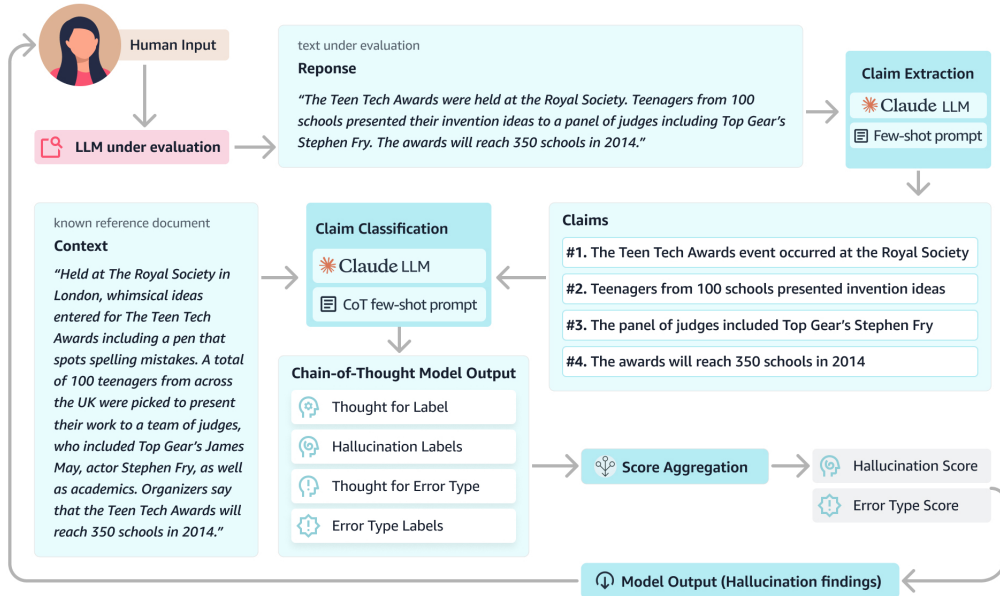 Human Input
LLM under evaluation
text under evaluation
Reponse
“The Teen Tech Awards were held at the Royal Society. Teenagers from 100
schools presented their invention ideas to a panel of judges including Top Gear’s
Stephen Fry. The awards will reach 350 schools in 2014.”
Claim Extraction
Claude LLM
Few-shot prompt
known reference document
Context
“Held at The Royal Society in
London, whimsical ideas
entered for The Teen Tech
Awards including a pen that
spots spelling mistakes. A total
of 100 teenagers from across
the UK were picked to present
their work to a team of judges,
who included Top Gear’s James
May, actor Stephen Fry, as well
as academics. Organizers say
that the Teen Tech Awards will
reach 350 schools in 2014.”
Claim Classification
Claude LLM
CoT few-shot prompt
Claims
#1. The Teen Tech Awards event occurred at the Royal Society
#2. Teenagers from 100 schools presented invention ideas
#3. The panel of judges included Top Gear’s Stephen Fry
#4. The awards will reach 350 schools in 2014
Chain-of-Thought Model Output
Thought for Label
Hallucination Labels
Thought for Error Type
Error Type Labels
Score Aggregation
Hallucination Score
Error Type Score
Model Output (Hallucination findings)